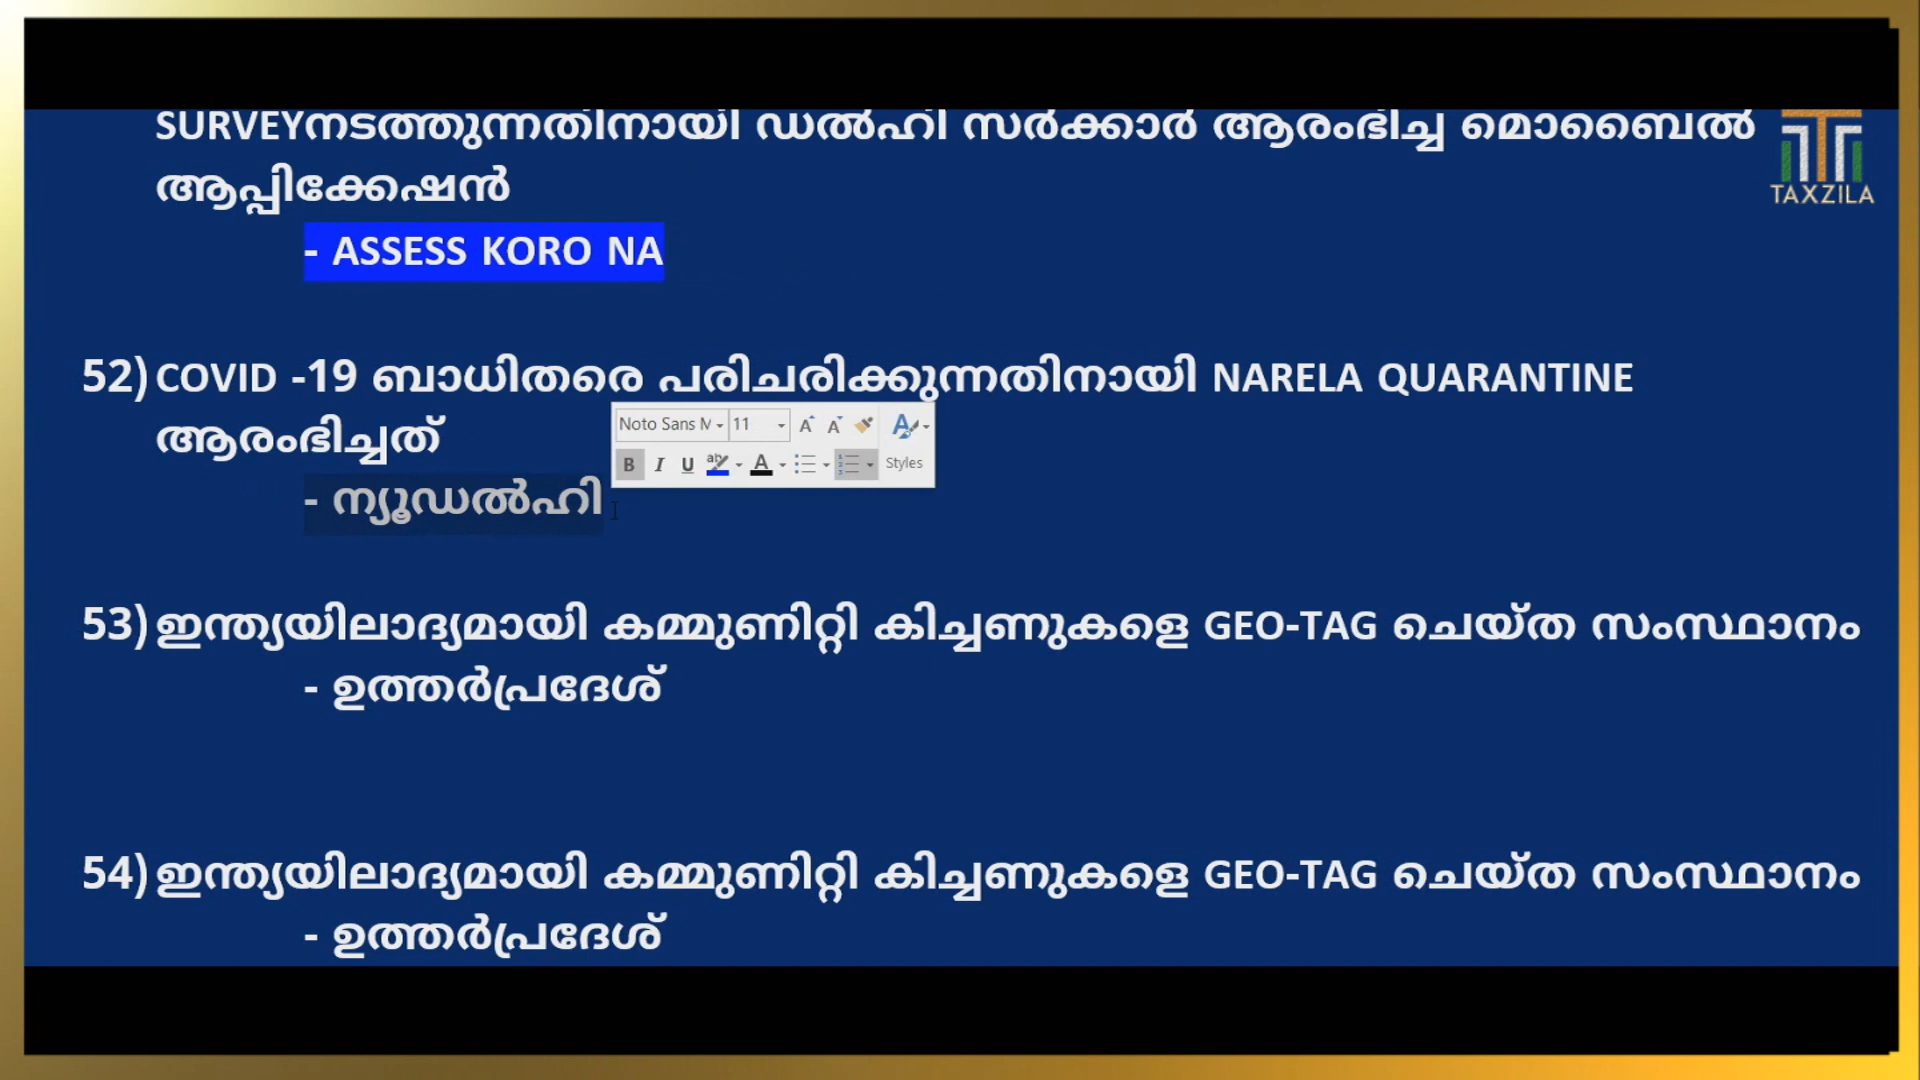 SURVEYനടത്തുന്നതിനായി ഡൽഹി സർക്കാർ ആരംഭിച്ച മൊബൈൽ
ആപ്പിക്കേഷൻ
- ASSESS KORO NA
TAXZILA
52) COVID -19 ബാധിതരെ പരിചരിക്കുന്നതിനായി NARELA QUARANTINE
ആരംഭിച്ചത്
- ന്യൂഡൽഹി
Noto Sans M 11
B I U Styles
53) ഇന്ത്യയിലാദ്യമായി കമ്മുണിറ്റി കിച്ചണുകളെ GEO-TAG ചെയ്ത സംസ്ഥാനം
- ഉത്തർപ്രദേശ്
54) ഇന്ത്യയിലാദ്യമായി കമ്മുണിറ്റി കിച്ചണുകളെ GEO-TAG ചെയ്ത സംസ്ഥാനം
- ഉത്തർപ്രദേശ്